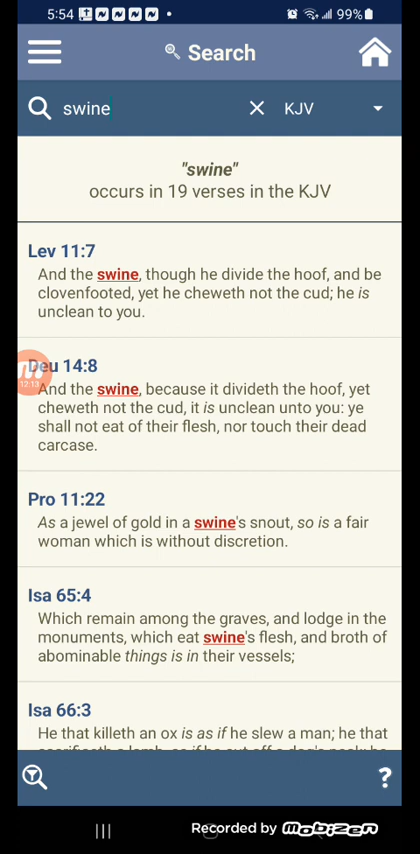 5:54 99%
Search
swine KJV
"swine"
occurs in 19 verses in the KJV
Lev 11:7
And the swine, though he divide the hoof, and be
clovenfooted, yet he cheweth not the cud; he is
unclean to you.
Deu 14:8
12:13
And the swine, because it divideth the hoof, yet
cheweth not the cud, it is unclean unto you: ye
shall not eat of their flesh, nor touch their dead
carcase.
Pro 11:22
As a jewel of gold in a swine's snout, so is a fair
woman which is without discretion.
Isa 65:4
Which remain among the graves, and lodge in the
monuments, which eat swine's flesh, and broth of
abominable things is in their vessels;
Isa 66:3
He that killeth an ox is as if he slew a man; he that
?
Recorded by mobizen